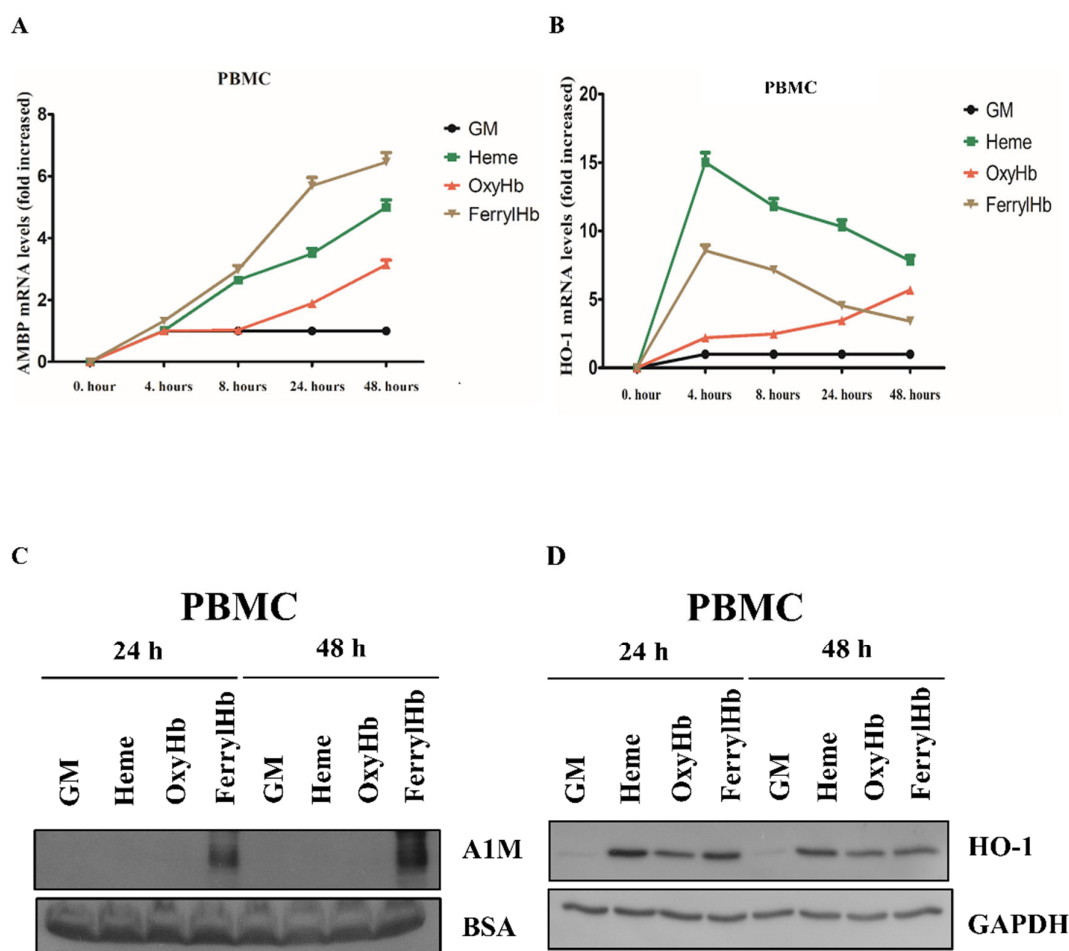 A
PBMC
AMBP mRNA levels (fold increased)
8
6
4
2
0
0. hour
4. hours
8. hours
24. hours
48. hours
GM
Heme
OxyHb
FerrylHb
B
PBMC
HO-1 mRNA levels (fold increased)
20
15
10
5
0
0. hour
4. hours
8. hours
24. hours
48. hours
GM
Heme
OxyHb
FerrylHb
C
PBMC
24 h 48 h
GM Heme OxyHb FerrylHb GM Heme OxyHb FerrylHb
A1M
BSA
D
PBMC
24 h 48 h
GM Heme OxyHb FerrylHb GM Heme OxyHb FerrylHb
HO-1
GAPDH